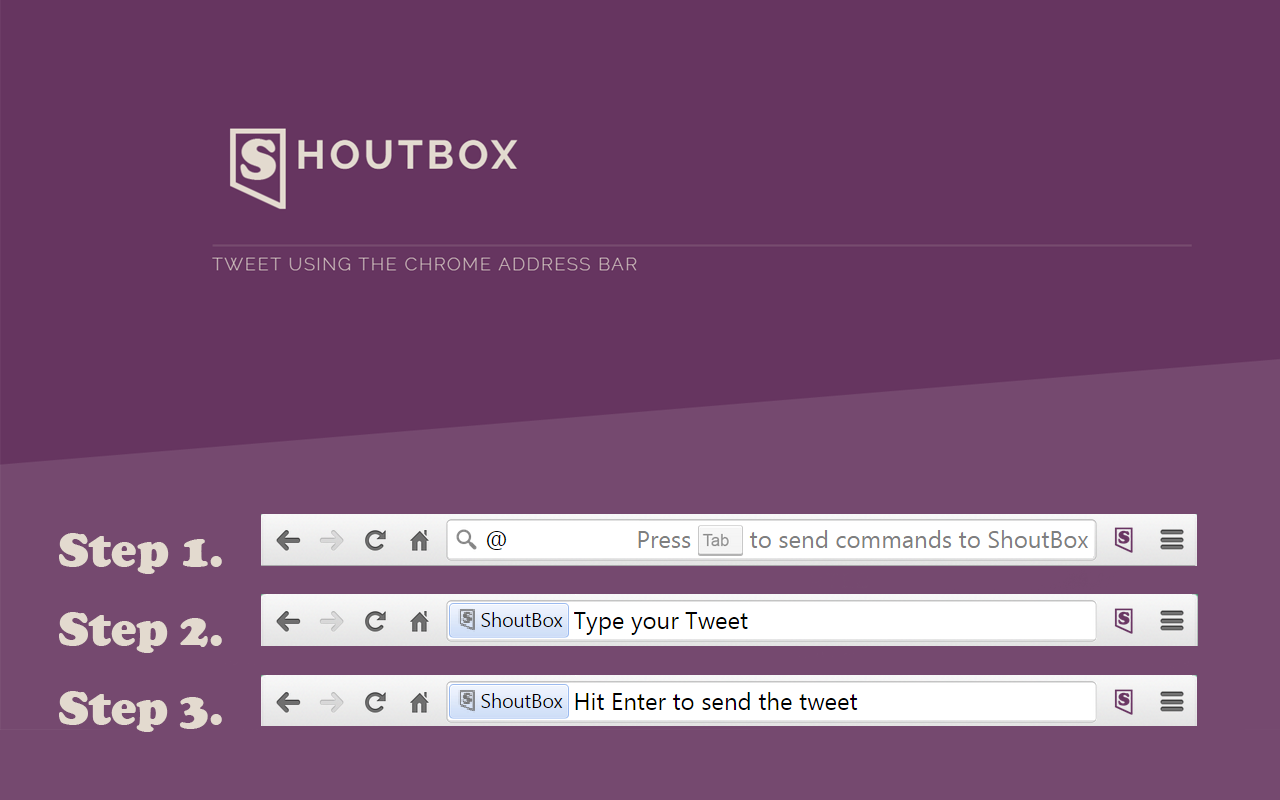 SHOUTBOX
TWEET USING THE CHROME ADDRESS BAR
Step 1.
@ Press Tab to send commands to ShoutBox
S
Step 2.
ShoutBox Type your Tweet
S
Step 3.
ShoutBox Hit Enter to send the tweet
S